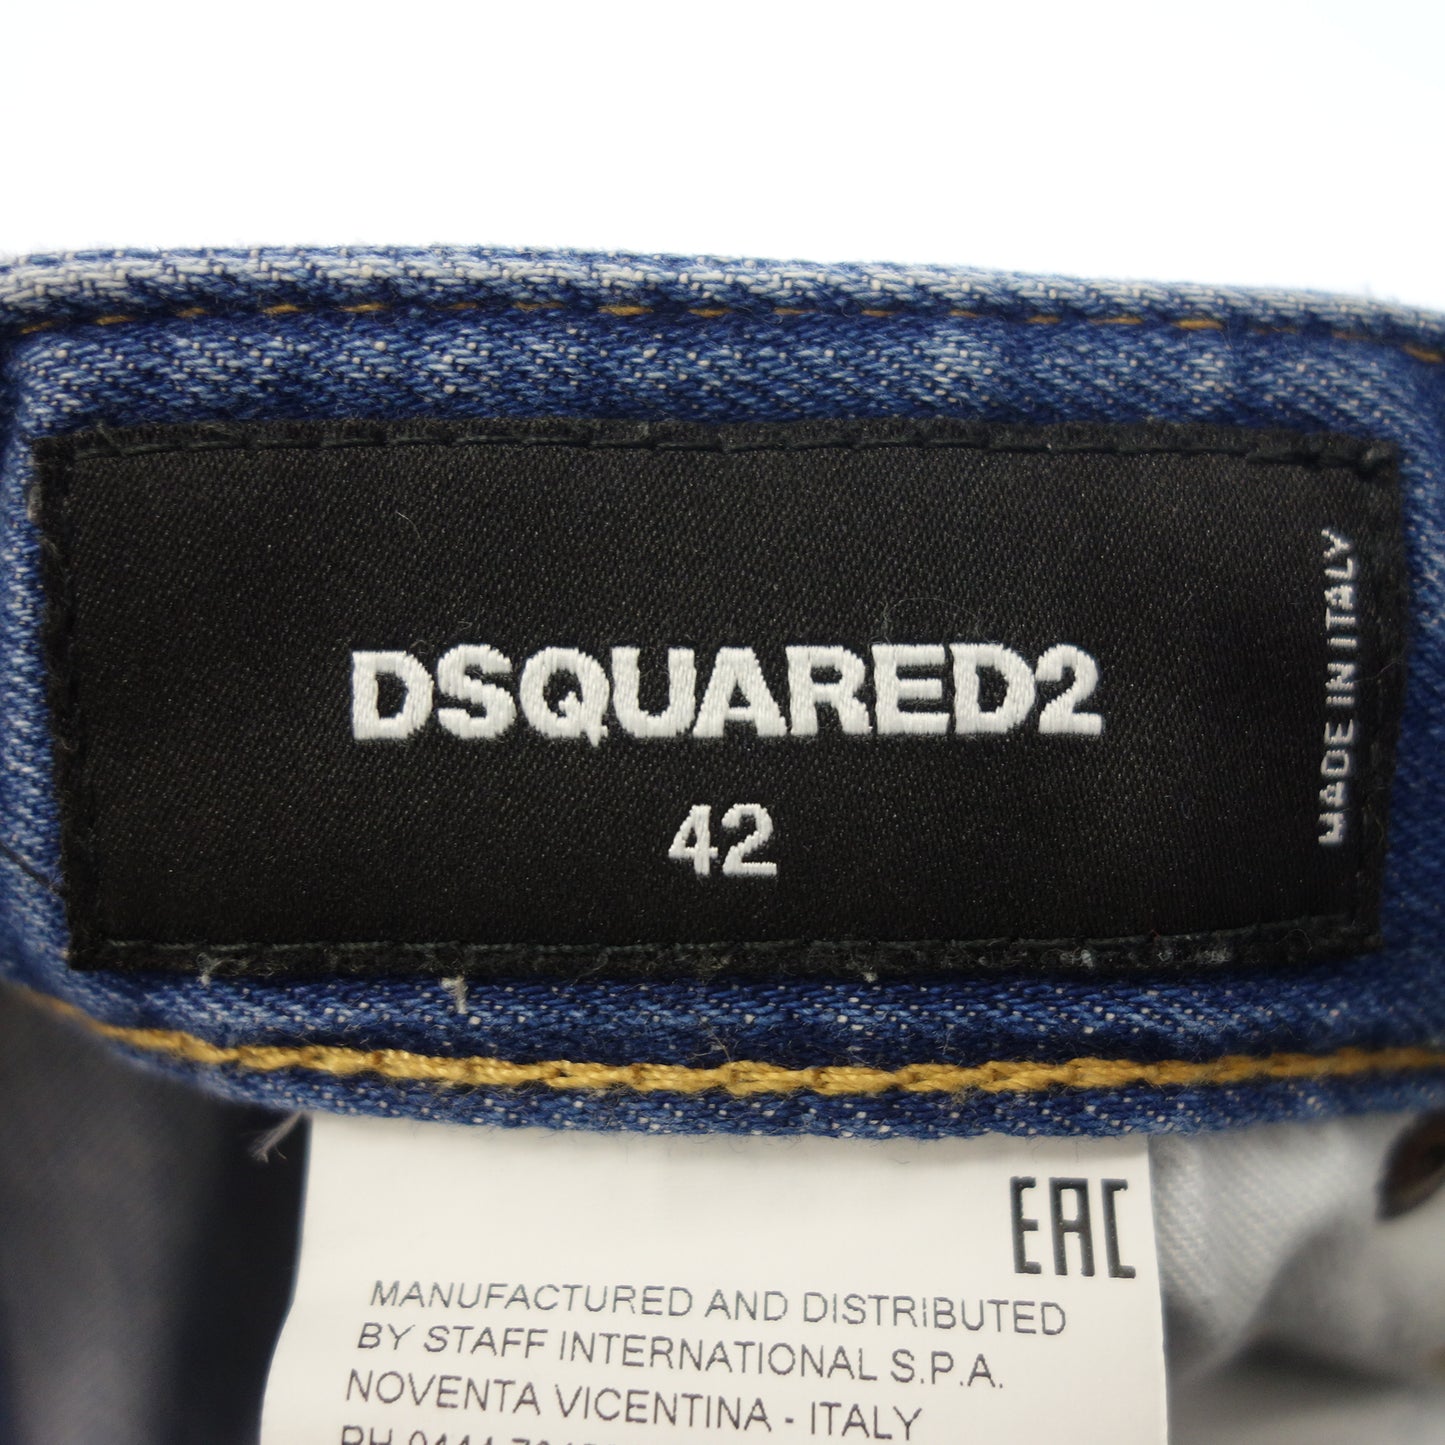 DSQUARED2
42
MADE IN ITALY
EAC
MANUFACTURED AND DISTRIBUTED
BY STAFF INTERNATIONAL S.P.A.
NOVENTA VICENTINA - ITALY